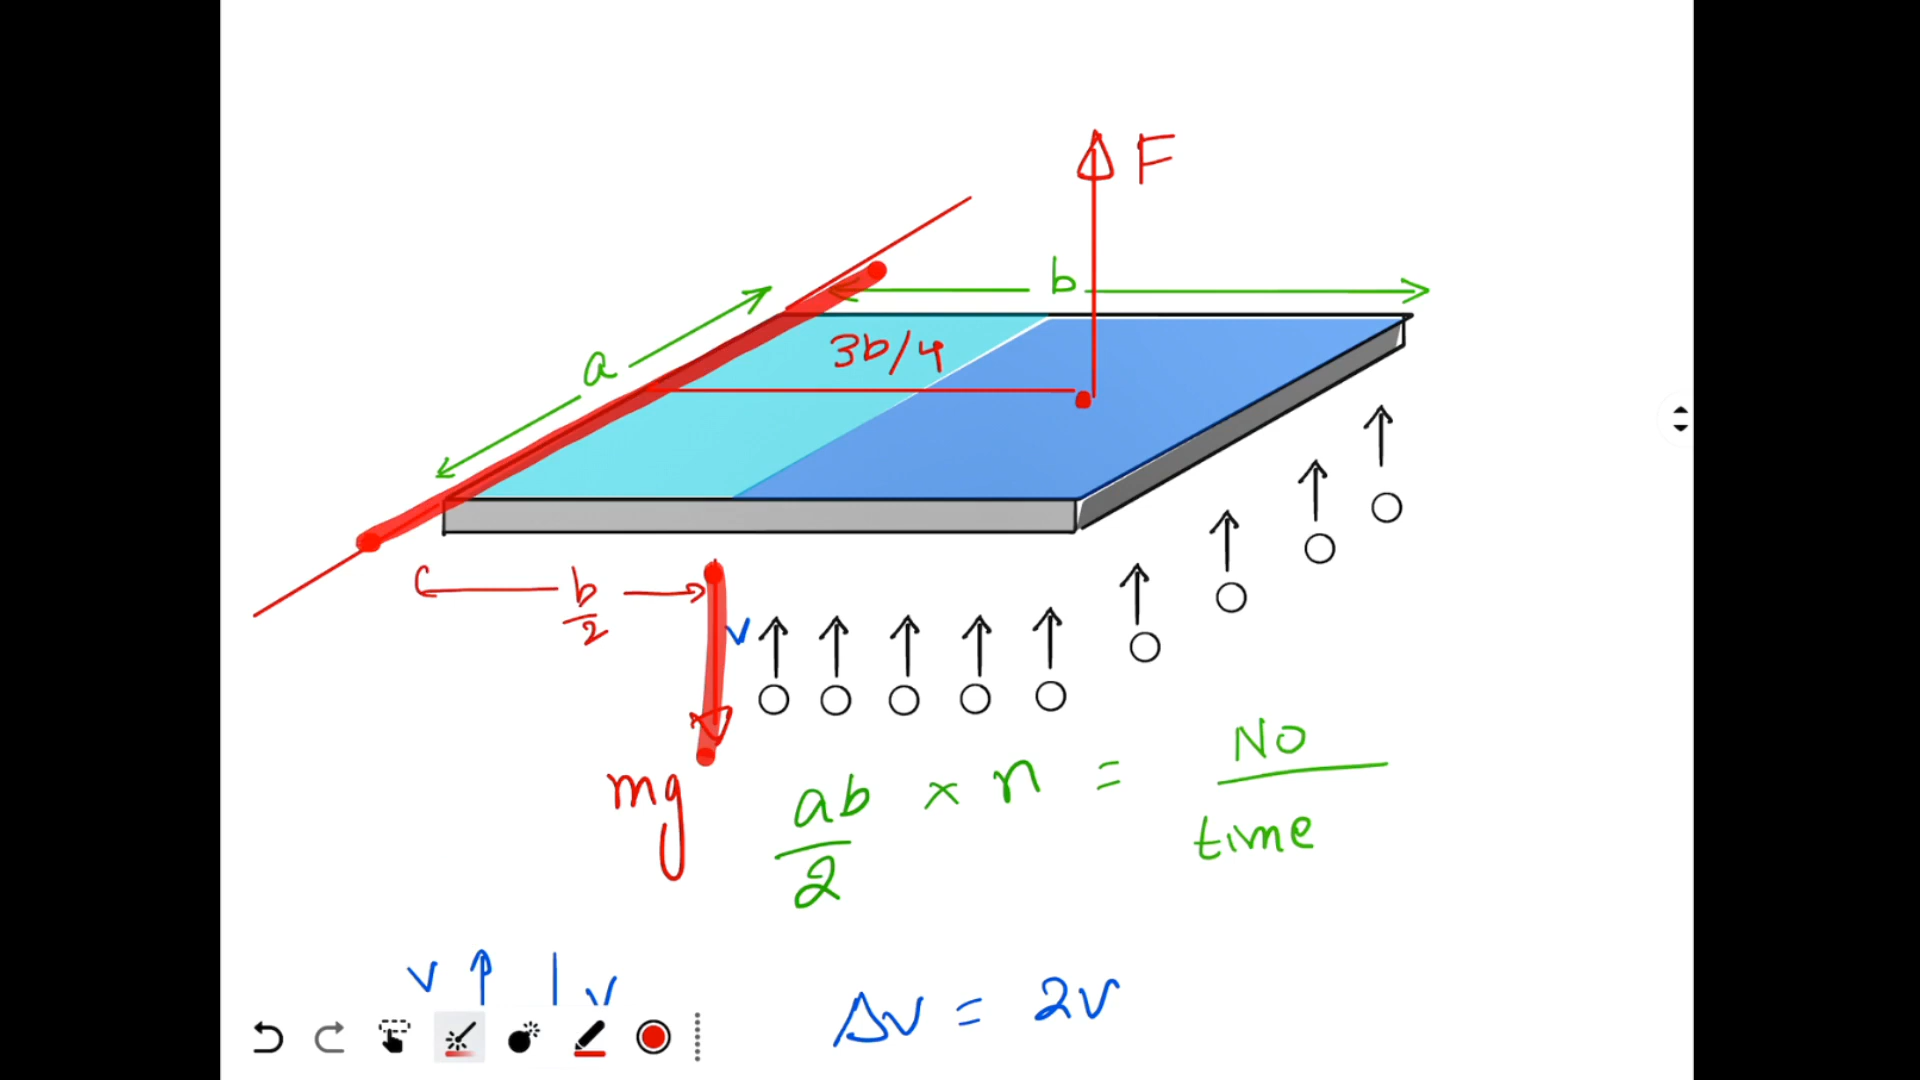 F
b
a
3b/4
b/2
v
mg
ab/2 × n = No/time
v v
Δv = 2v